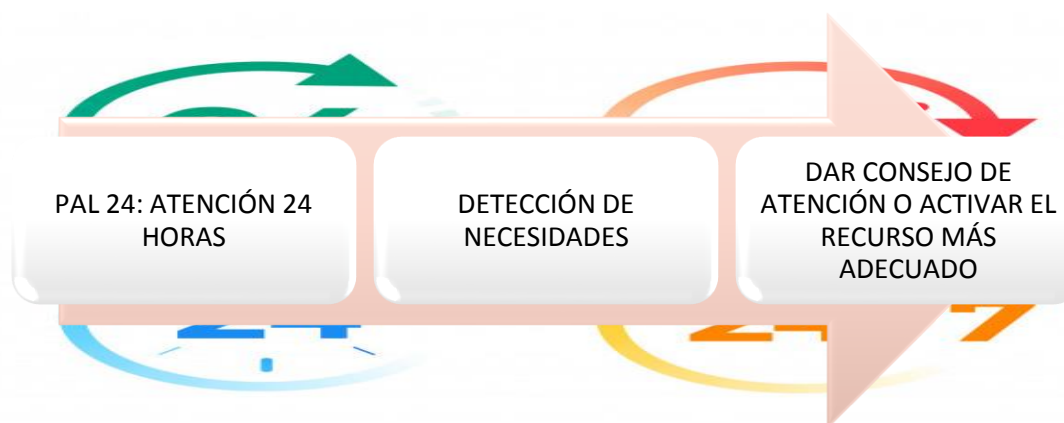 PAL 24: ATENCIÓN 24
HORAS
DETECCIÓN DE
NECESIDADES
DAR CONSEJO DE
ATENCIÓN O ACTIVAR EL
RECURSO MÁS
ADECUADO